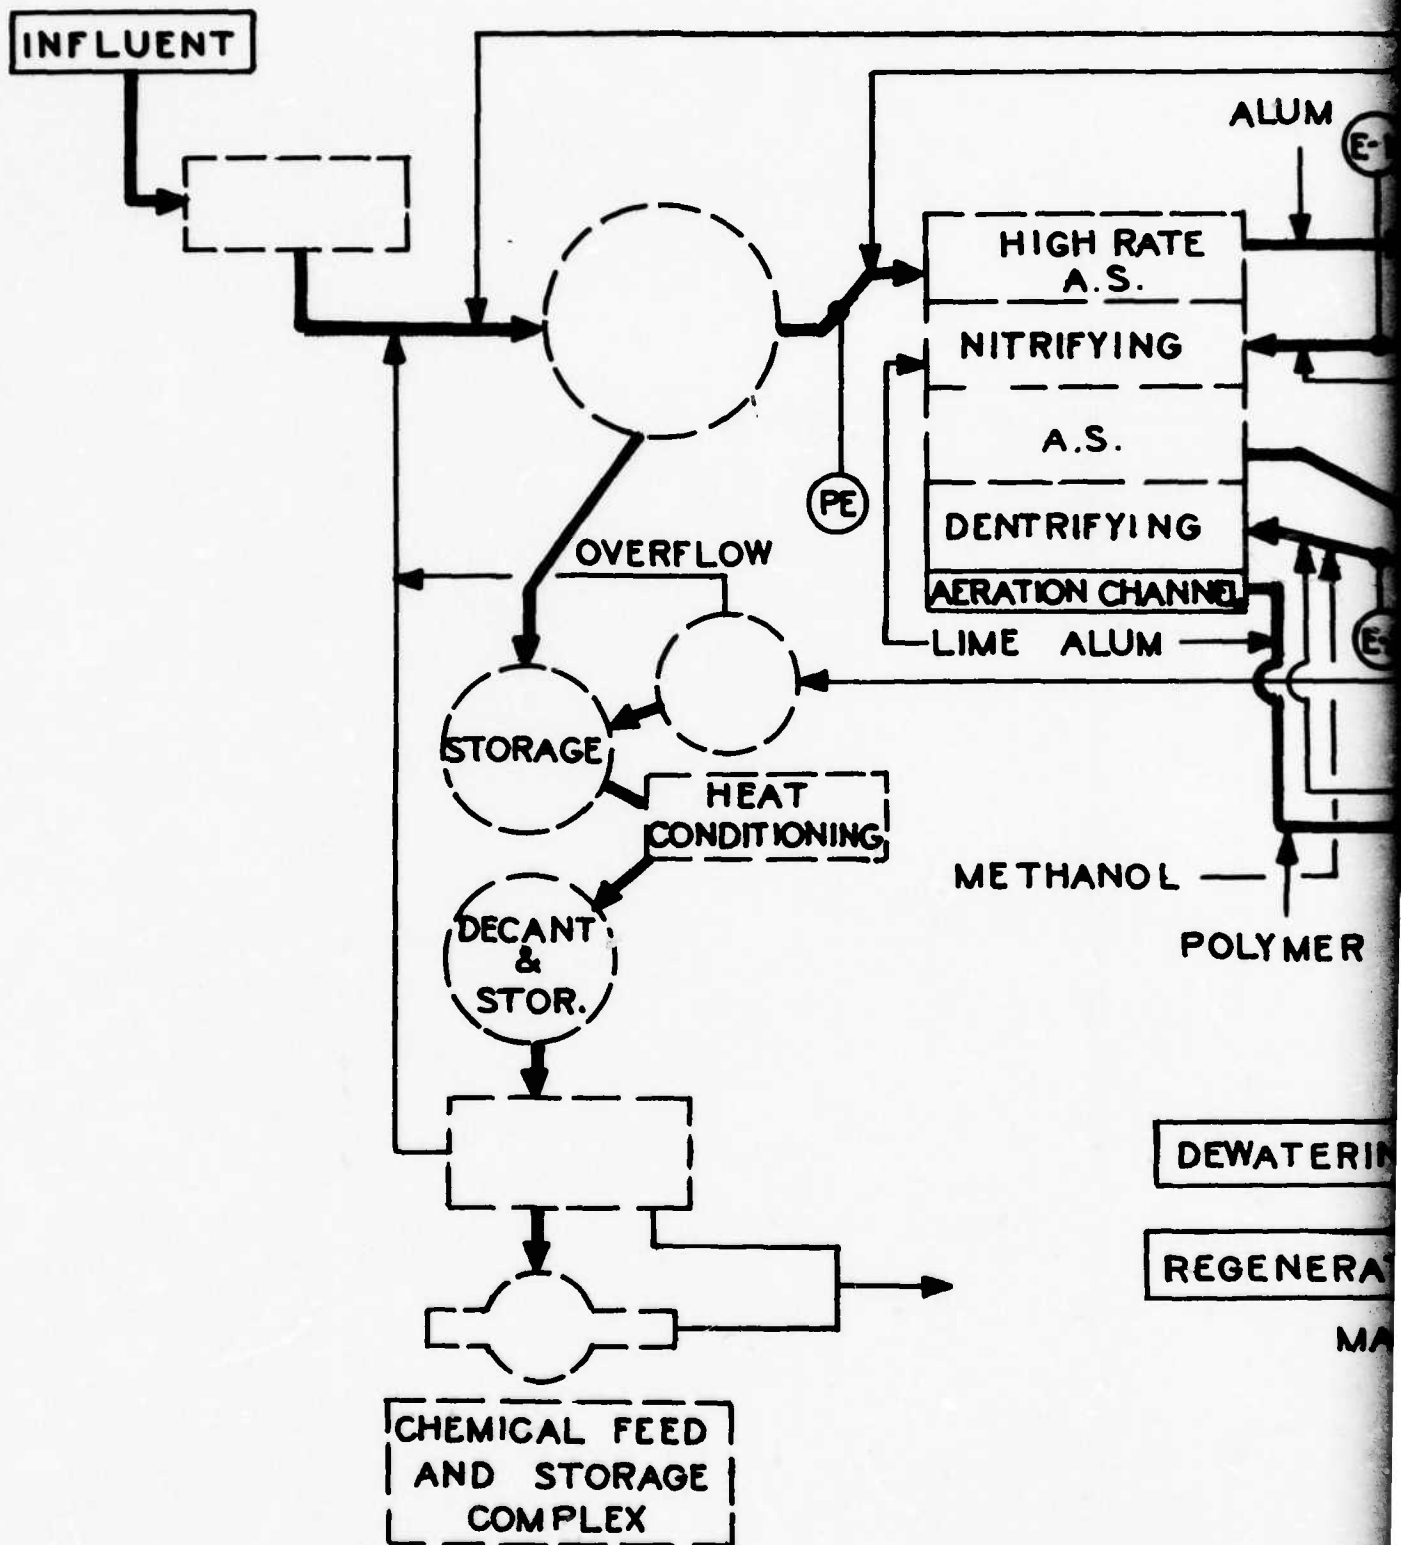 INFLUENT
ALUM
HIGH RATE
A.S.
NITRIFYING
A.S.
PE
DENTRIFYING
OVERFLOW
AERATION CHANNEL
LIME ALUM
STORAGE
HEAT
CONDITIONING
METHANOL
DECANT
&
STOR.
POLYMER
CHEMICAL FEED
AND STORAGE
COMPLEX